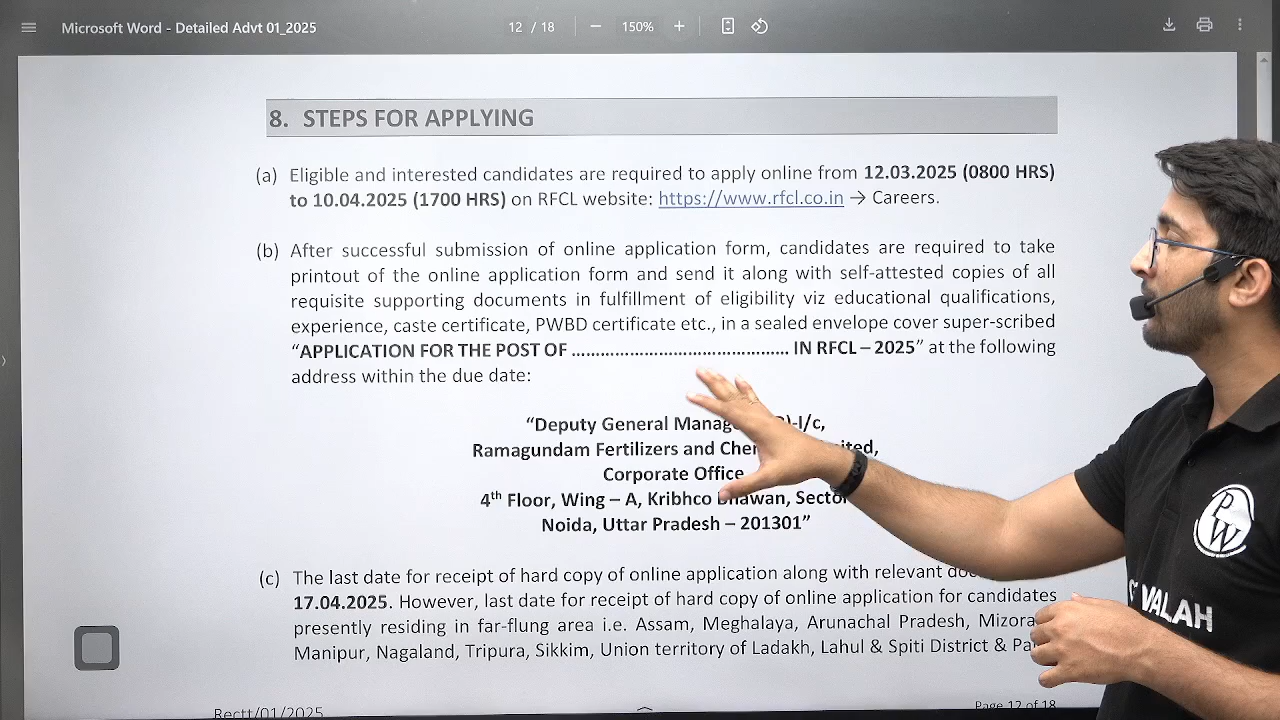 Microsoft Word - Detailed Advt 01_2025
12 / 18
150%
8. STEPS FOR APPLYING
(a) Eligible and interested candidates are required to apply online from 12.03.2025 (0800 HRS)
to 10.04.2025 (1700 HRS) on RFCL website: https://www.rfcl.co.in → Careers.
(b) After successful submission of online application form, candidates are required to take
printout of the online application form and send it along with self-attested copies of all
requisite supporting documents in fulfillment of eligibility viz educational qualifications,
experience, caste certificate, PWBD certificate etc., in a sealed envelope cover super-scribed
“APPLICATION FOR THE POST OF ............................................ IN RFCL – 2025” at the following
address within the due date:
“Deputy General )-I/c,
Ramagundam Fertilizers and
Corporate Office
4th Floor, Wing – A, Kribhco
Noida, Uttar Pradesh – 201301”
(c) The last date for receipt of hard copy of online application along with relevant
17.04.2025. However, last date for receipt of hard copy of online application for candidates
presently residing in far-flung area i.e. Assam, Meghalaya, Arunachal Pradesh,
Manipur, Nagaland, Tripura, Sikkim, Union territory of Ladakh, Lahul & Spiti District &
Rectt/01/2025
Page 12 of 18
PW
VALAH